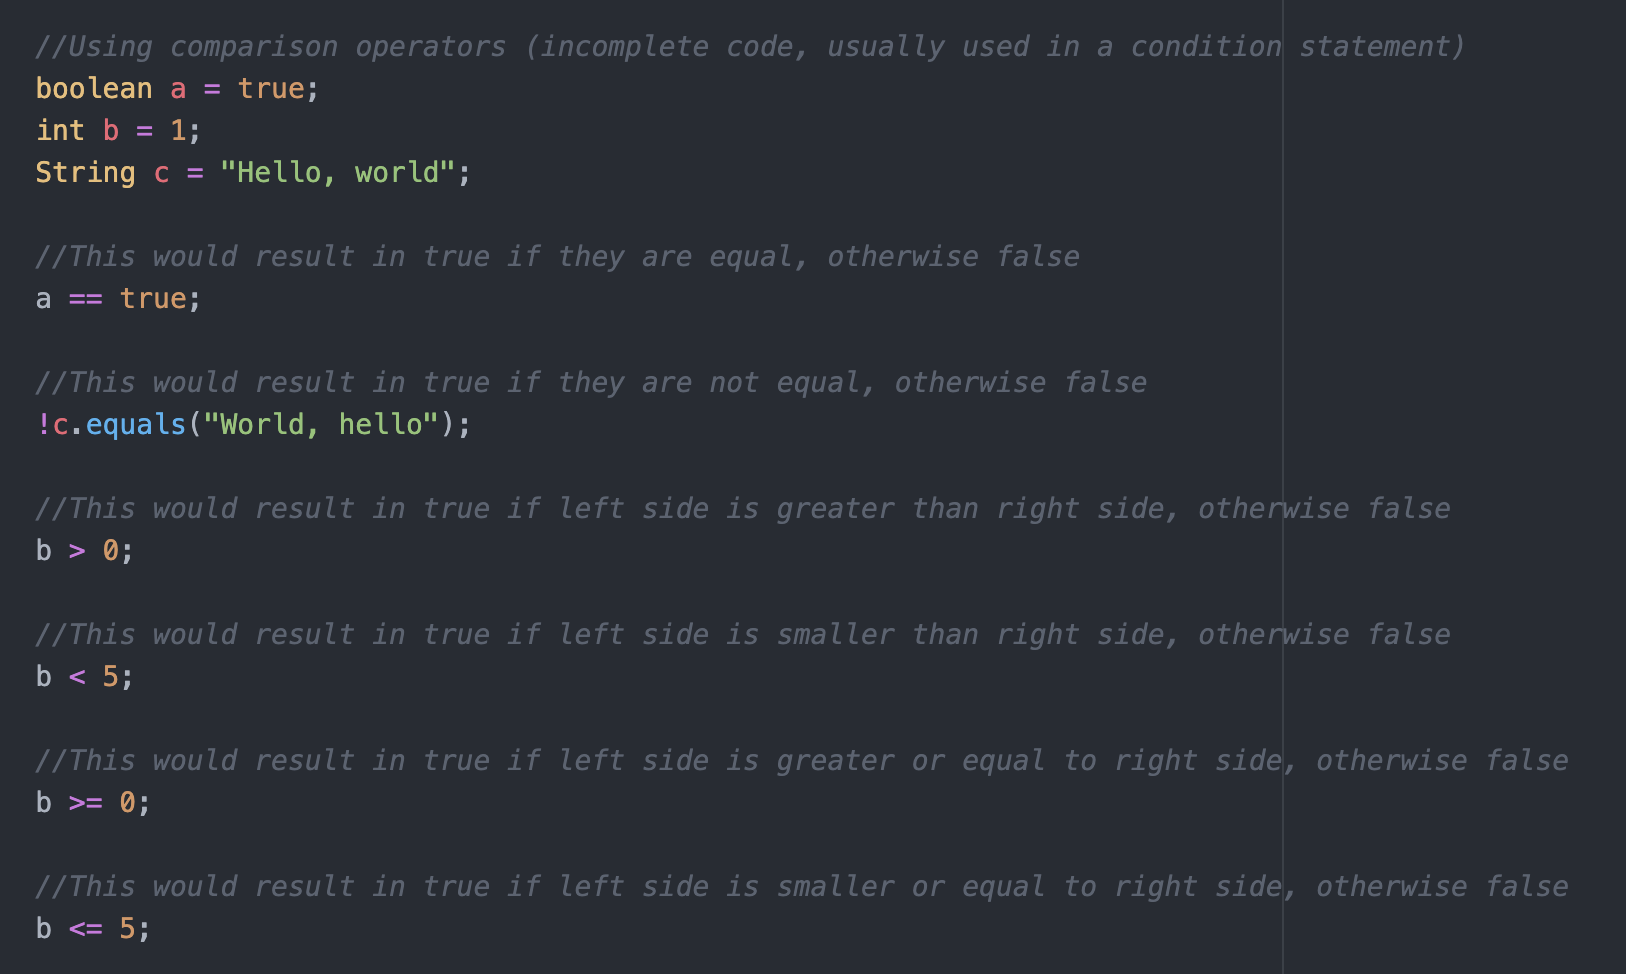 //Using comparison operators (incomplete code, usually used in a condition statement)
boolean a = true;
int b = 1;
String c = "Hello, world";
//This would result in true if they are equal, otherwise false
a == true;
//This would result in true if they are not equal, otherwise false
!c.equals("World, hello");
//This would result in true if left side is greater than right side, otherwise false
b > 0;
//This would result in true if left side is smaller than right side, otherwise false
b < 5;
//This would result in true if left side is greater or equal to right side, otherwise false
b >= 0;
//This would result in true if left side is smaller or equal to right side, otherwise false
b <= 5;